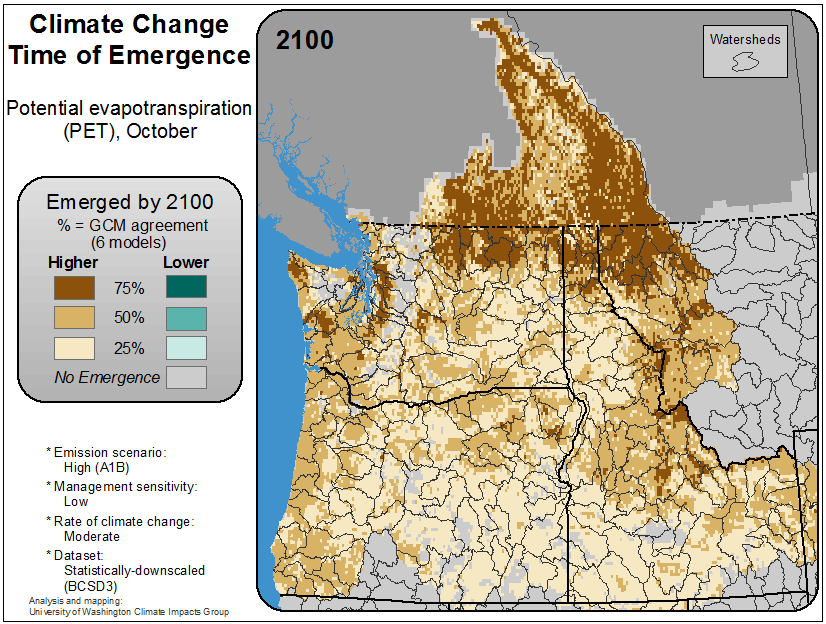 Climate Change
Time of Emergence
Potential evapotranspiration
(PET), October
Emerged by 2100
% = GCM agreement
(6 models)
Higher Lower
75%
50%
25%
No Emergence
* Emission scenario:
High (A1B)
* Management sensitivity:
Low
* Rate of climate change:
Moderate
* Dataset:
Statistically-downscaled
(BCSD3)
Analysis and mapping:
University of Washington Climate Impacts Group
2100
Watersheds